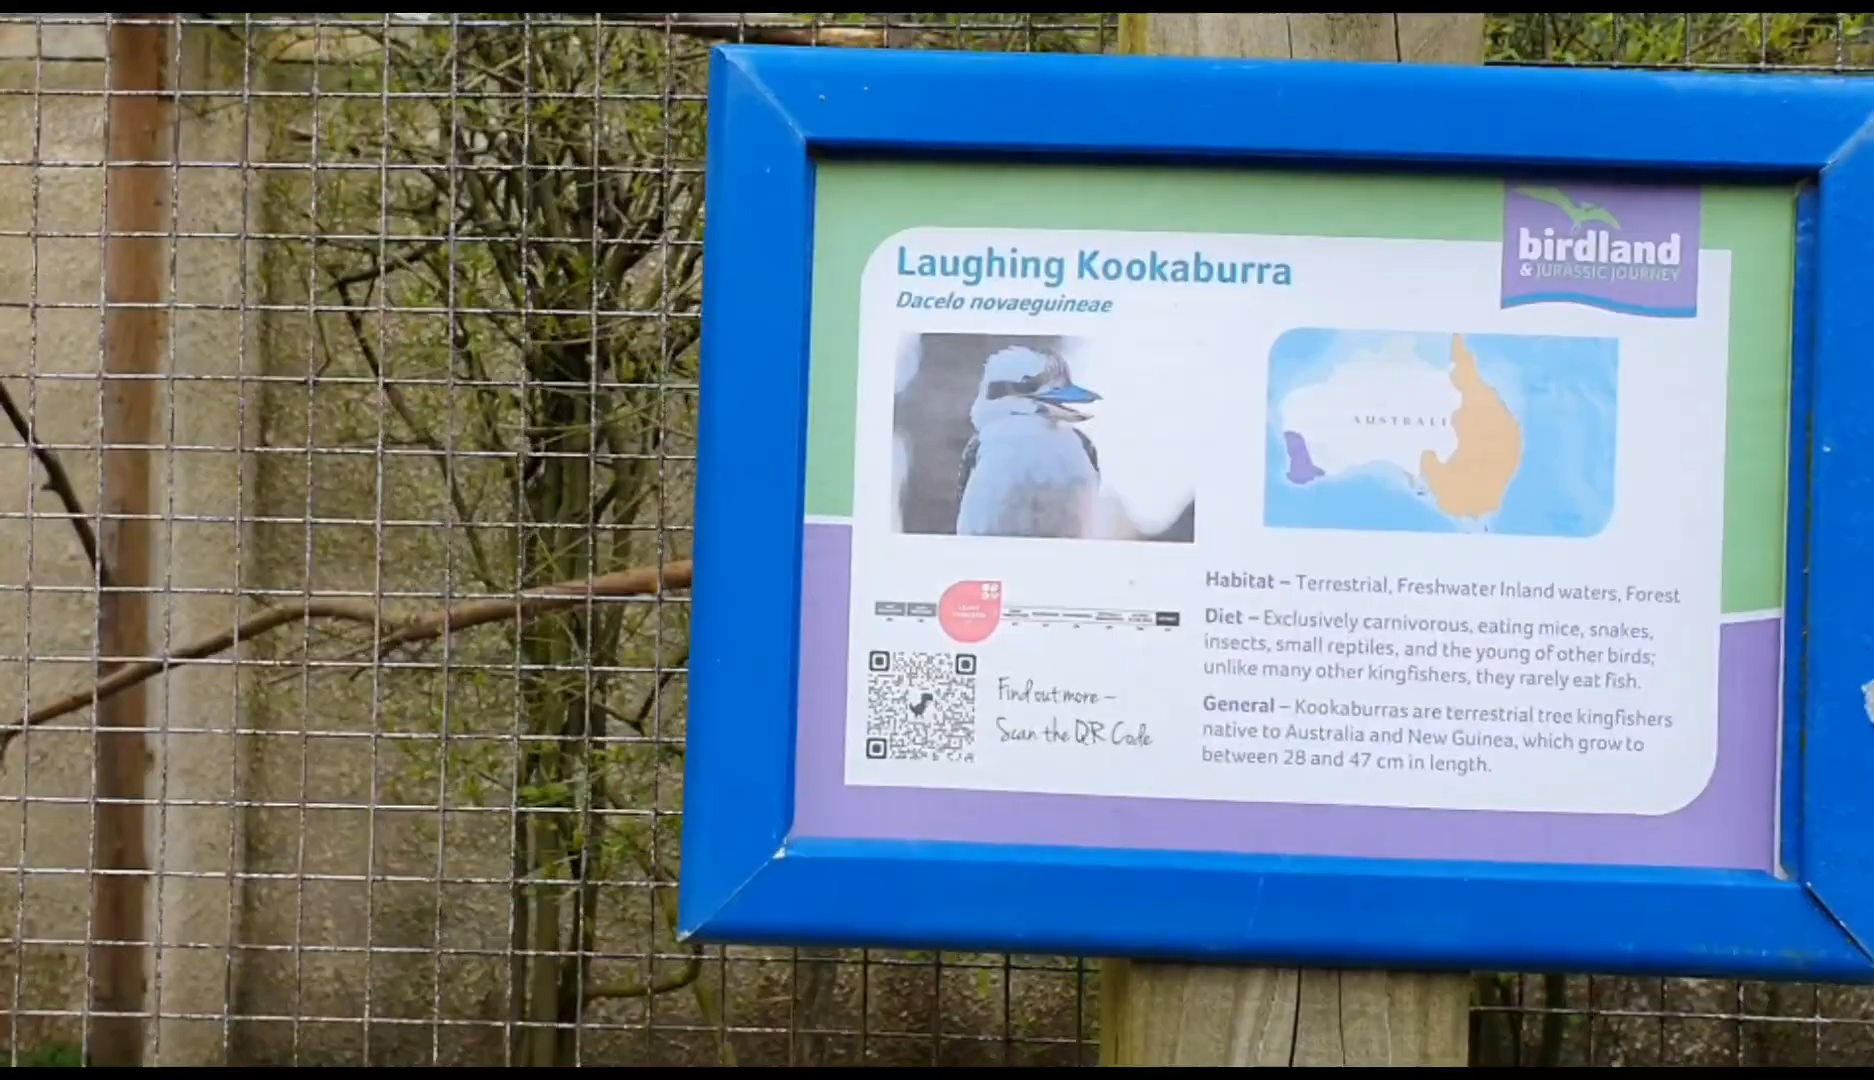 birdland
& JURASSIC JOURNEY
Laughing Kookaburra
Dacelo novaeguineae
AUSTRALI
Habitat – Terrestrial, Freshwater Inland waters, Forest
Diet – Exclusively carnivorous, eating mice, snakes,
insects, small reptiles, and the young of other birds;
unlike many other kingfishers, they rarely eat fish.
General – Kookaburras are terrestrial tree kingfishers
native to Australia and New Guinea, which grow to
between 28 and 47 cm in length.
LEAST
CONCERN
Find out more –
Scan the QR Code